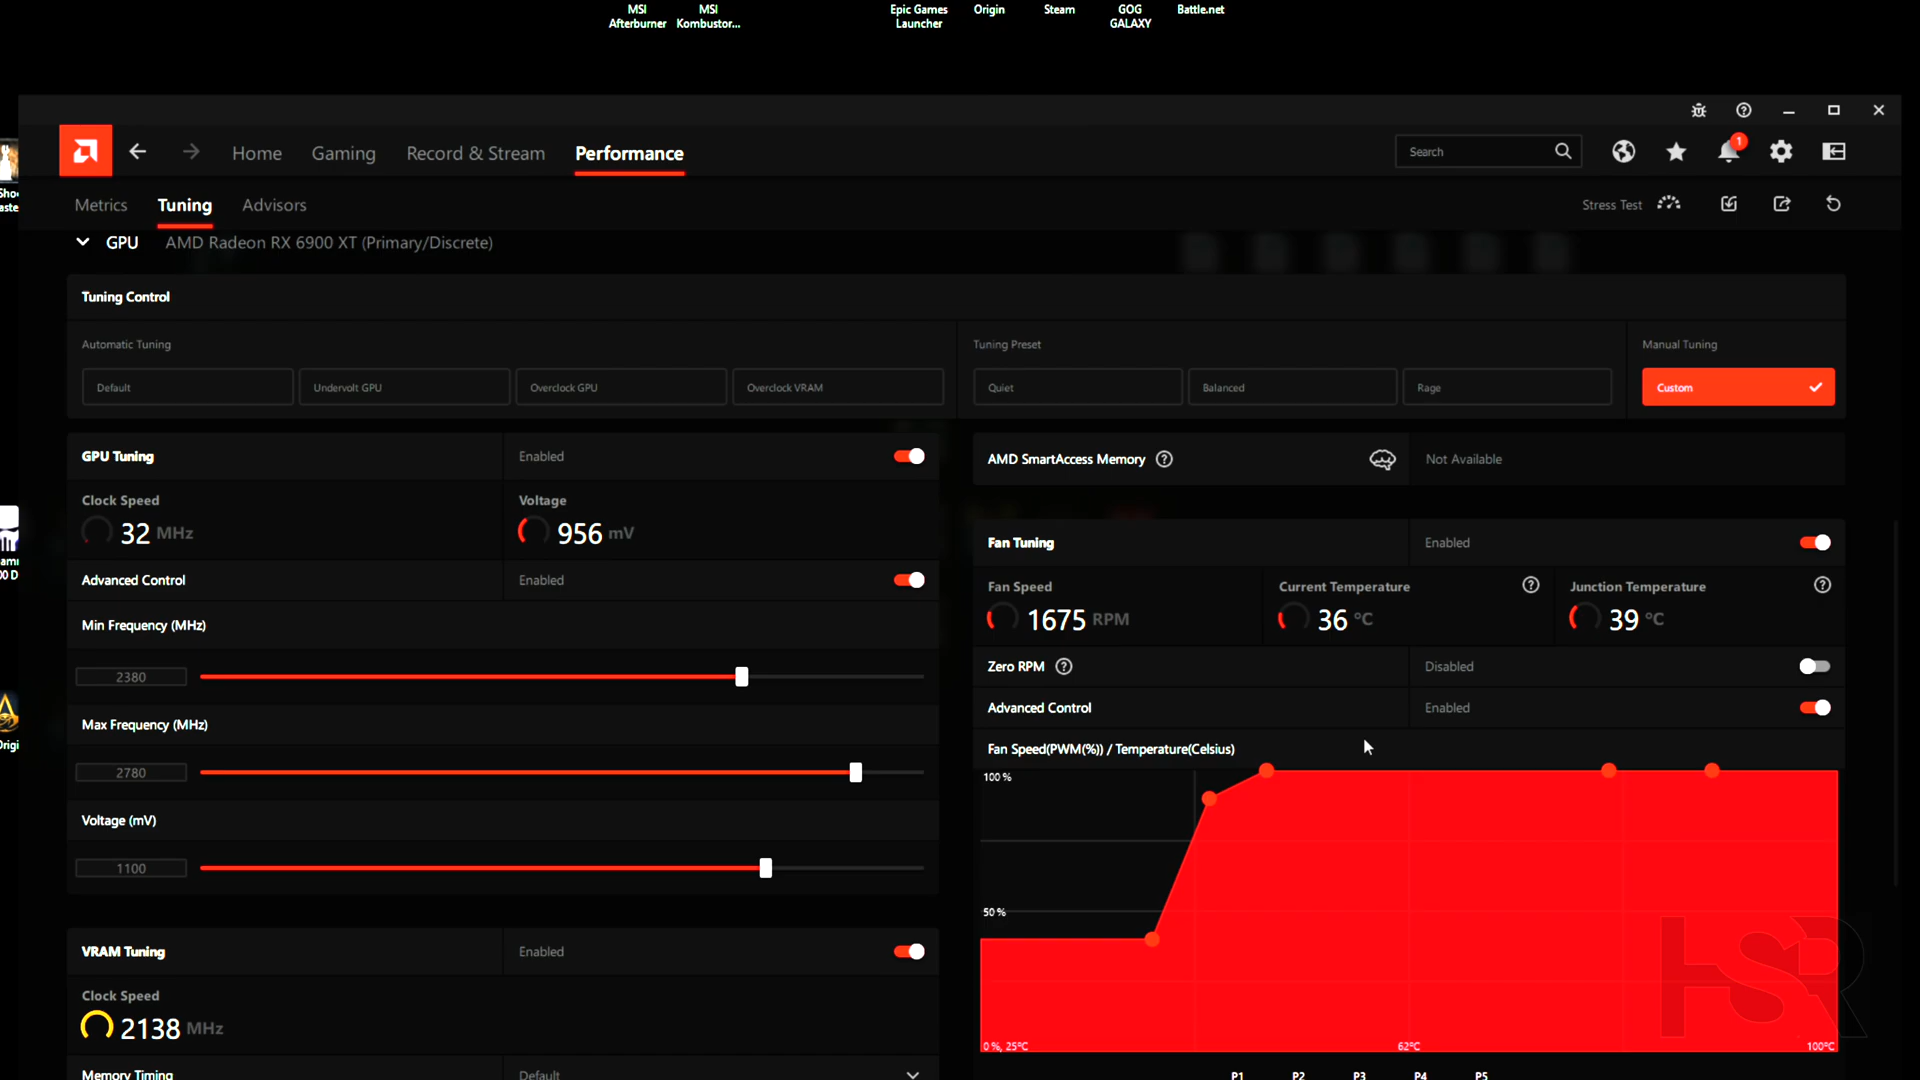 MSI Afterburner
MSI Kombustor...
Epic Games Launcher
Origin
Steam
GOG GALAXY
Battle.net
Home Gaming Record & Stream Performance
Search
1
Metrics Tuning Advisors
Stress Test
GPU AMD Radeon RX 6900 XT (Primary/Discrete)
Tuning Control
Automatic Tuning
Default Undervolt GPU Overclock GPU Overclock VRAM
Tuning Preset
Quiet Balanced Rage
Manual Tuning
Custom
GPU Tuning Enabled
Clock Speed
32 MHz
Voltage
956 mV
Advanced Control Enabled
Min Frequency (MHz)
2380
Max Frequency (MHz)
2780
Voltage (mV)
1100
VRAM Tuning Enabled
Clock Speed
2138 MHz
Memory Timing Default
AMD SmartAccess Memory Not Available
Fan Tuning Enabled
Fan Speed
1675 RPM
Current Temperature
36 °C
Junction Temperature
39 °C
Zero RPM Disabled
Advanced Control Enabled
Fan Speed(PWM(%)) / Temperature(Celsius)
100 %
50 %
0 %, 25°C 62°C 100°C
P1 P2 P3 P4 P5
HSR